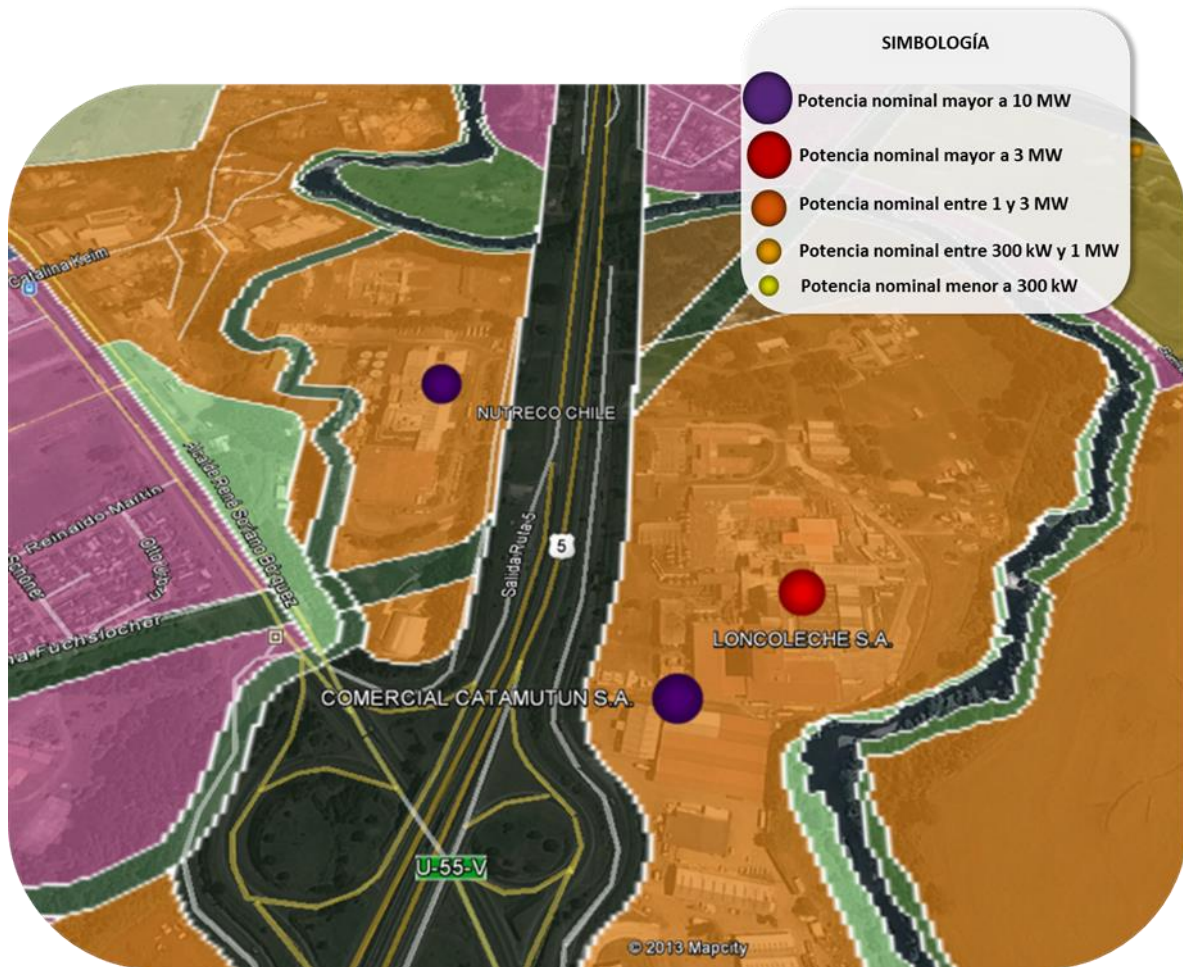 SIMBOLOGÍA
Potencia nominal mayor a 10 MW
Potencia nominal mayor a 3 MW
Potencia nominal entre 1 y 3 MW
Potencia nominal entre 300 kW y 1 MW
Potencia nominal menor a 300 kW
Catalina Keim
NUTRECO CHILE
Alcalde René Soriano Bórquez
Reinaldo Martin
Salida Ruta 5
5
Fuchslocher
LONCOLECHE S.A.
COMERCIAL CATAMUTUN S.A.
U-55-V
© 2013 Mapcity